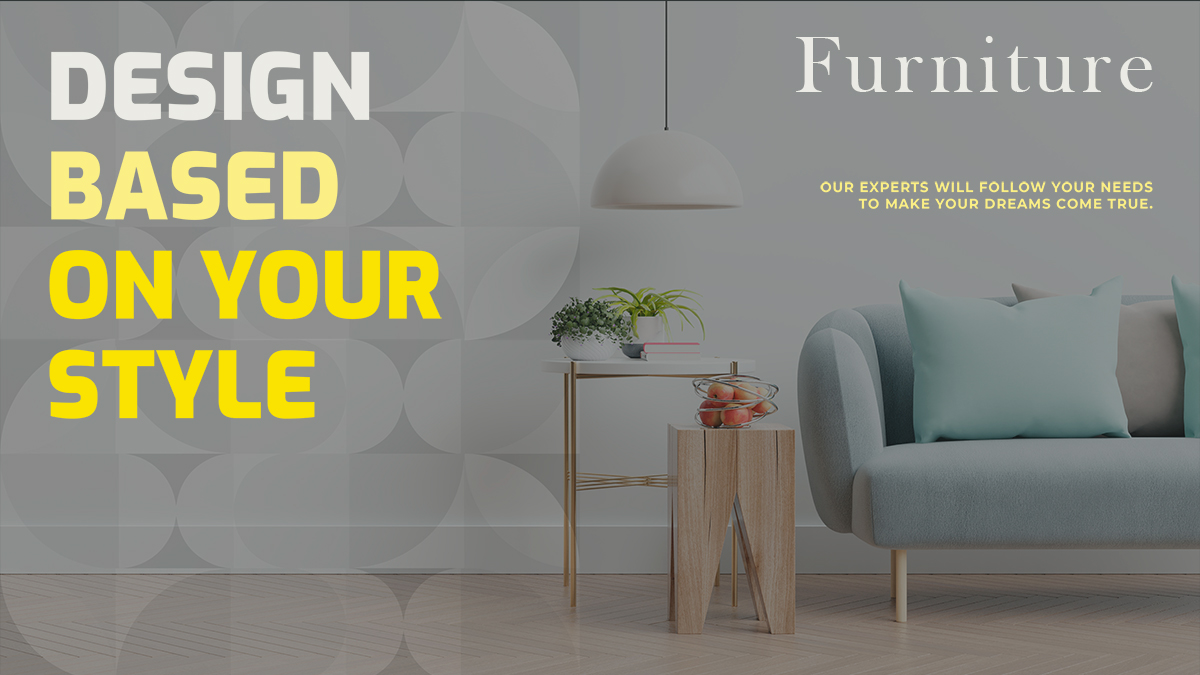 DESIGN
BASED
ON YOUR
STYLE
Furniture
OUR EXPERTS WILL FOLLOW YOUR NEEDS
TO MAKE YOUR DREAMS COME TRUE.